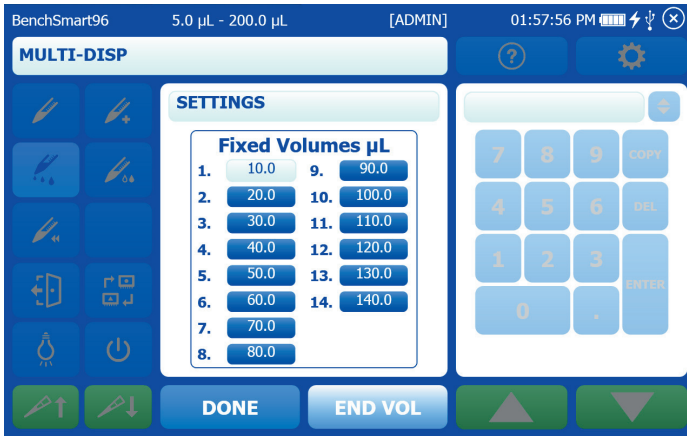 BenchSmart96 5.0 µL - 200.0 µL [ADMIN] 01:57:56 PM
MULTI-DISP
?
SETTINGS
Fixed Volumes µL
1. 10.0 9. 90.0
2. 20.0 10. 100.0
3. 30.0 11. 110.0
4. 40.0 12. 120.0
5. 50.0 13. 130.0
6. 60.0 14. 140.0
7. 70.0
8. 80.0
7 8 9 COPY
4 5 6 DEL
1 2 3 ENTER
0 .
DONE END VOL